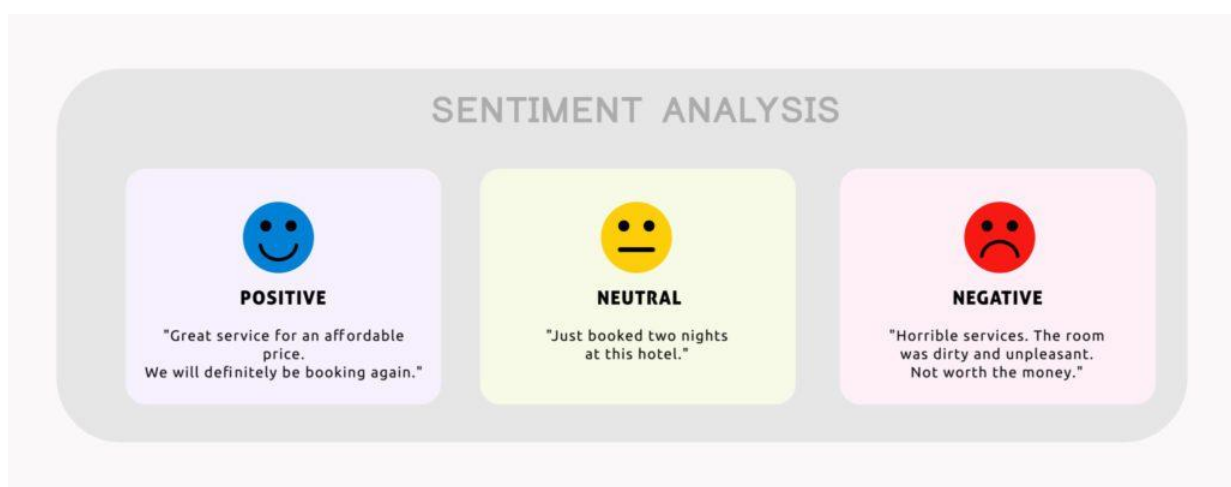 SENTIMENT ANALYSIS
POSITIVE
"Great service for an affordable
price.
We will definitely be booking again."
NEUTRAL
"Just booked two nights
at this hotel."
NEGATIVE
"Horrible services. The room
was dirty and unpleasant.
Not worth the money."